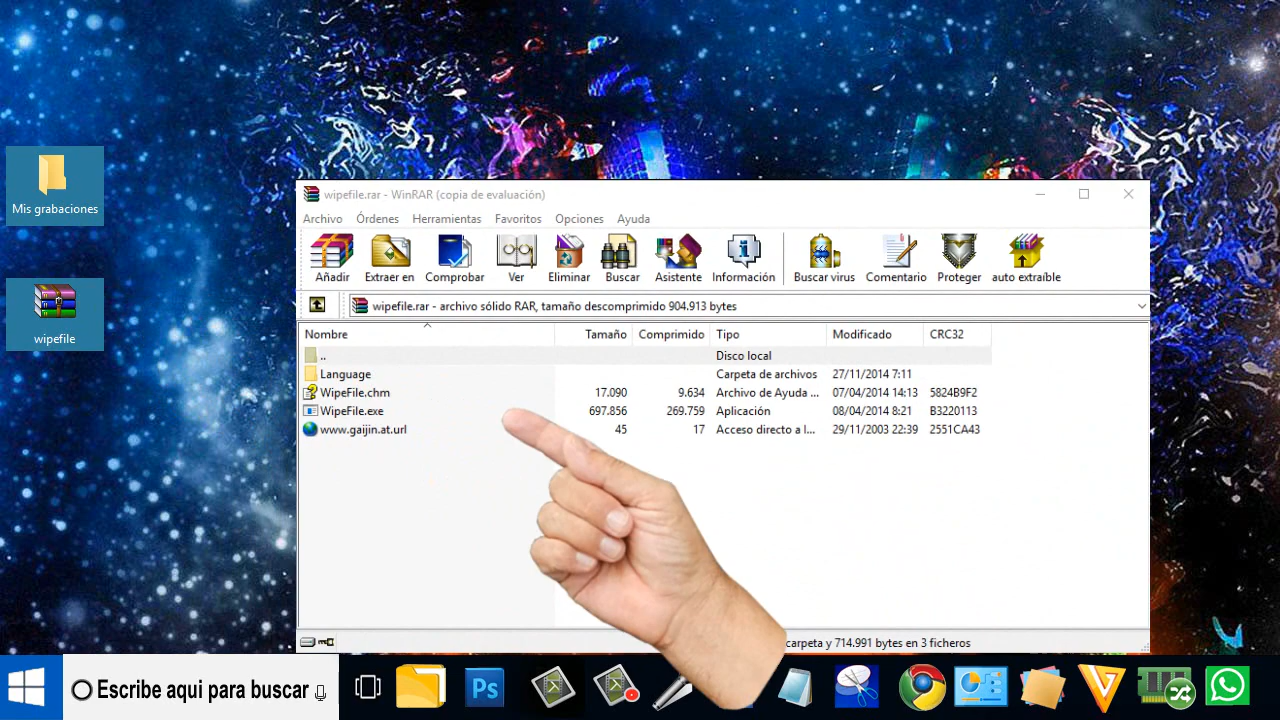 Mis grabaciones
wipefile
wipefile.rar - WinRAR (copia de evaluación)
Archivo Órdenes Herramientas Favoritos Opciones Ayuda
Añadir Extraer en Comprobar Ver Eliminar Buscar Asistente Información Buscar virus Comentario Proteger auto extraíble
wipefile.rar - archivo sólido RAR, tamaño descomprimido 904.913 bytes
Nombre Tamaño Comprimido Tipo Modificado CRC32
.. Disco local
Language Carpeta de archivos 27/11/2014 7:11
WipeFile.chm 17.090 9.634 Archivo de Ayuda ... 07/04/2014 14:13 5824B9F2
WipeFile.exe 697.856 269.759 Aplicación 08/04/2014 8:21 B3220113
www.gaijin.at.url 45 17 Acceso directo a l... 29/11/2003 22:39 2551CA43
carpeta y 714.991 bytes en 3 ficheros
Escribe aqui para buscar
Ps